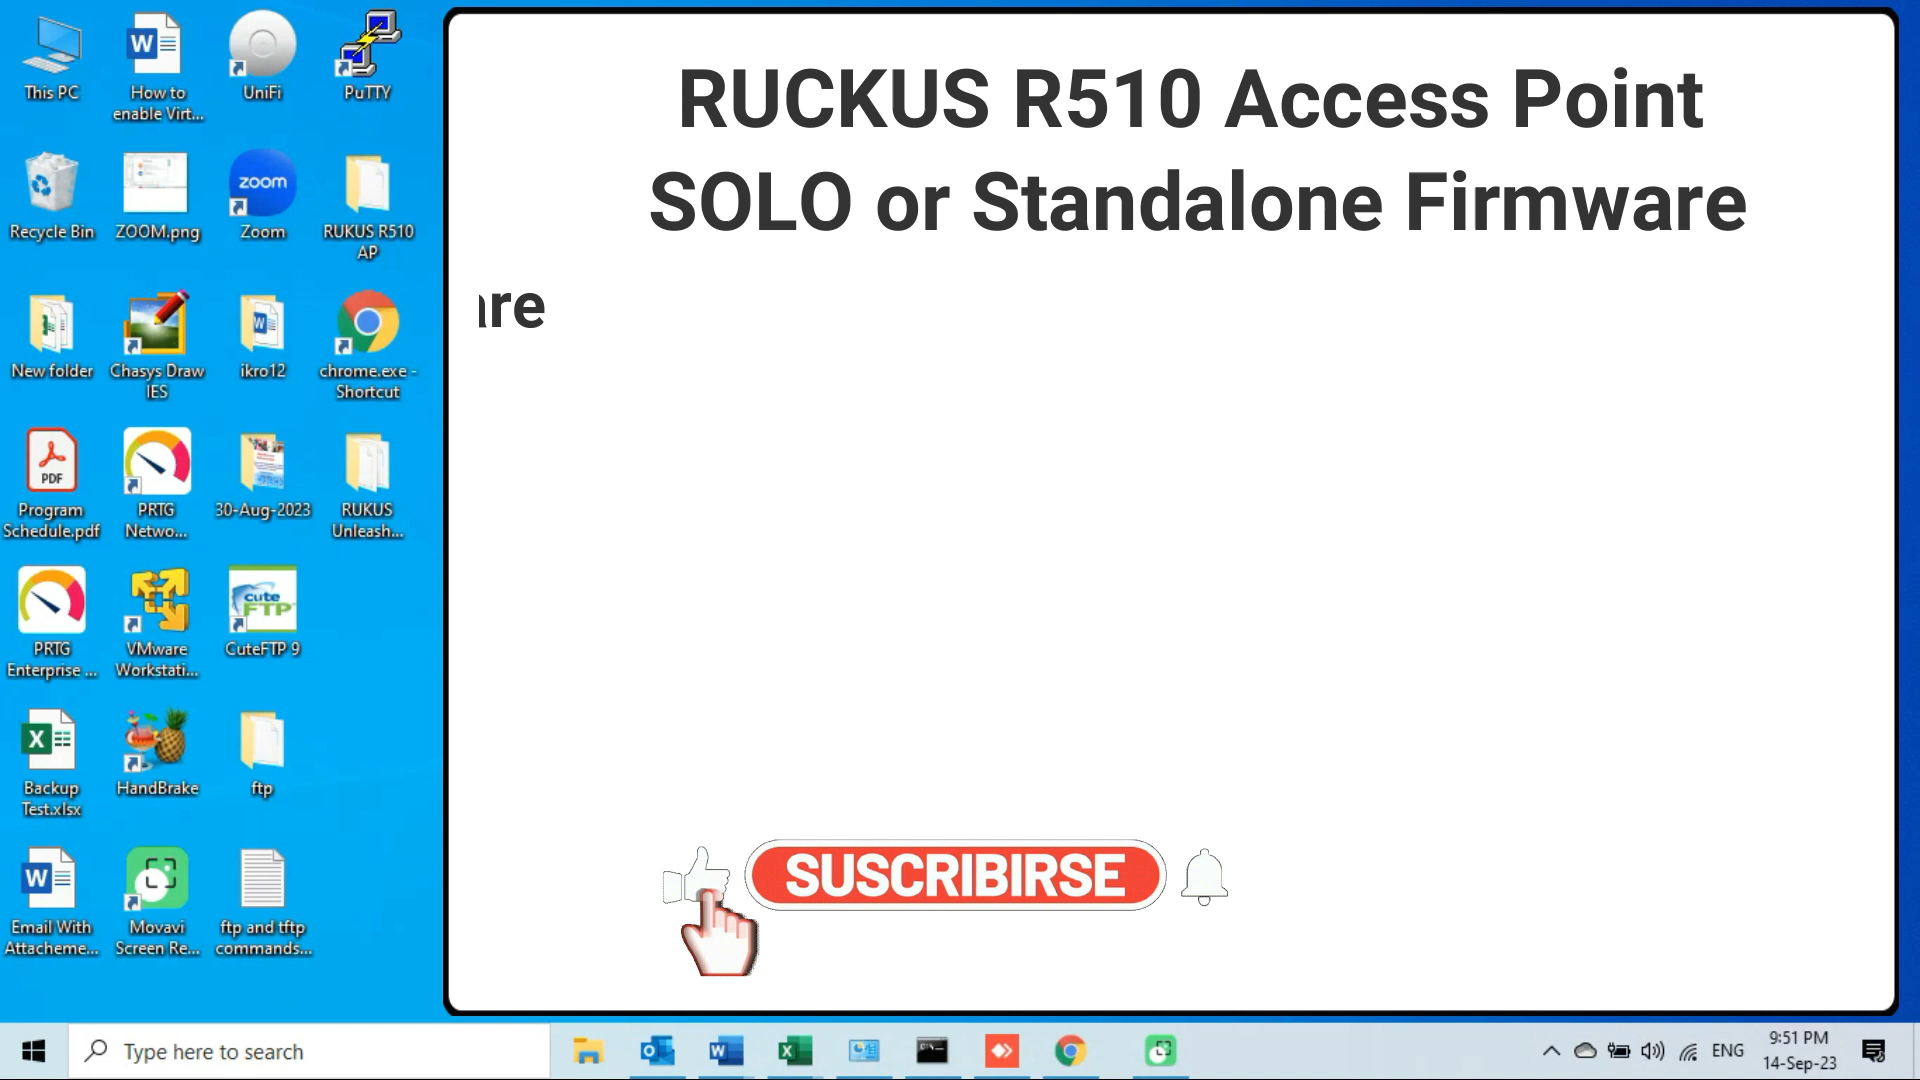 This PC
How to
enable Virt...
UniFi
PuTTY
Recycle Bin
ZOOM.png
zoom
Zoom
RUKUS R510
AP
New folder
Chasys Draw
IES
ikro12
chrome.exe -
Shortcut
PDF
Program
Schedule.pdf
PRTG
Netwo...
30-Aug-2023
RUKUS
Unleash...
PRTG
Enterprise ...
VMware
Workstati...
cute
FTP
CuteFTP 9
Backup
Test.xlsx
HandBrake
ftp
Email With
Attacheme...
Movavi
Screen Re...
ftp and tftp
commands...
RUCKUS R510 Access Point
SOLO or Standalone Firmware
are
SUSCRIBIRSE
Type here to search
ENG
9:51 PM
14-Sep-23